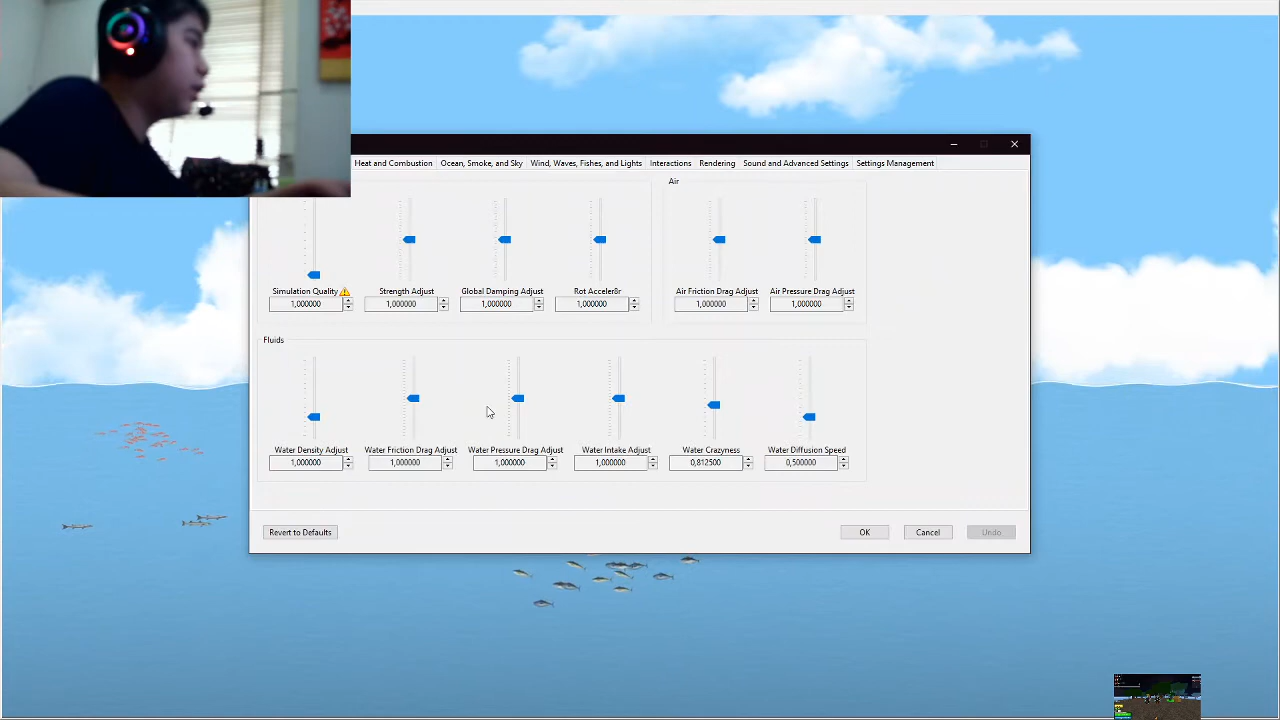 Heat and Combustion Ocean, Smoke, and Sky Wind, Waves, Fishes, and Lights Interactions Rendering Sound and Advanced Settings Settings Management
Air
Simulation Quality Strength Adjust Global Damping Adjust Rot Acceler8r Air Friction Drag Adjust Air Pressure Drag Adjust
1,000000 1,000000 1,000000 1,000000 1,000000 1,000000
Fluids
Water Density Adjust Water Friction Drag Adjust Water Pressure Drag Adjust Water Intake Adjust Water Crazyness Water Diffusion Speed
1,000000 1,000000 1,000000 1,000000 0,812500 0,500000
Revert to Defaults OK Cancel Undo